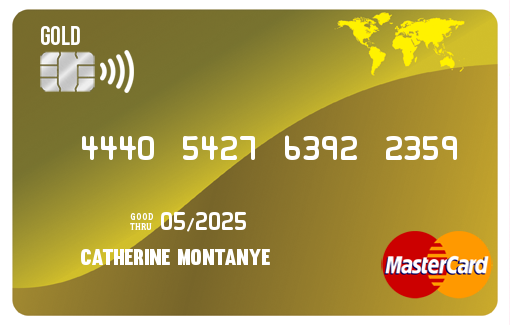 GOLD
4440 5427 6392 2359
GOOD
THRU 05/2025
CATHERINE MONTANYE
MasterCard